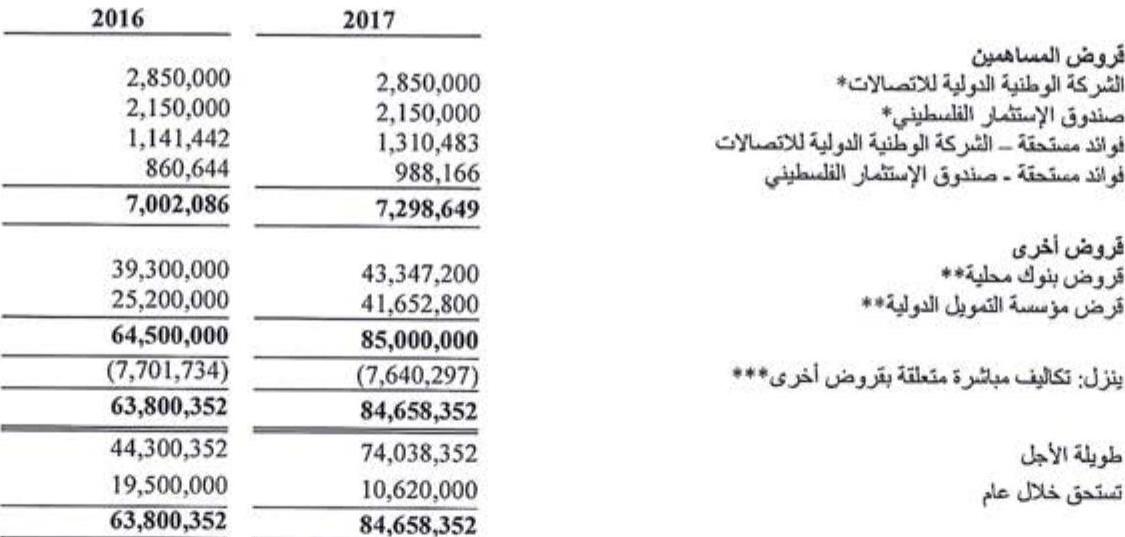 2017 2016
قروض المساهمين
الشركة الوطنية الدولية للاتصالات* 2,850,000 2,850,000
صندوق الإستثمار الفلسطيني* 2,150,000 2,150,000
فوائد مستحقة – الشركة الوطنية الدولية للاتصالات 1,310,483 1,141,442
فوائد مستحقة - صندوق الإستثمار الفلسطيني 988,166 860,644
7,298,649 7,002,086
قروض أخرى
قروض بنوك محلية** 43,347,200 39,300,000
قرض مؤسسة التمويل الدولية** 41,652,800 25,200,000
85,000,000 64,500,000
ينزل: تكاليف مباشرة متعلقة بقروض أخرى*** (7,640,297) (7,701,734)
84,658,352 63,800,352
طويلة الأجل 74,038,352 44,300,352
تستحق خلال عام 10,620,000 19,500,000
84,658,352 63,800,352